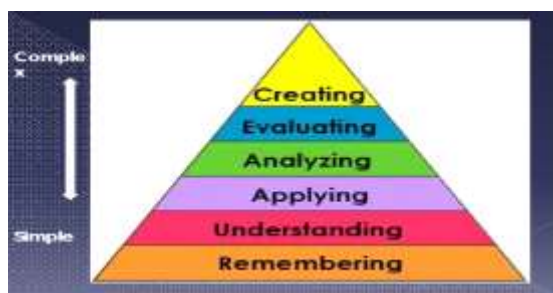 Comple
x
Creating
Evaluating
Analyzing
Applying
Understanding
Simple
Remembering